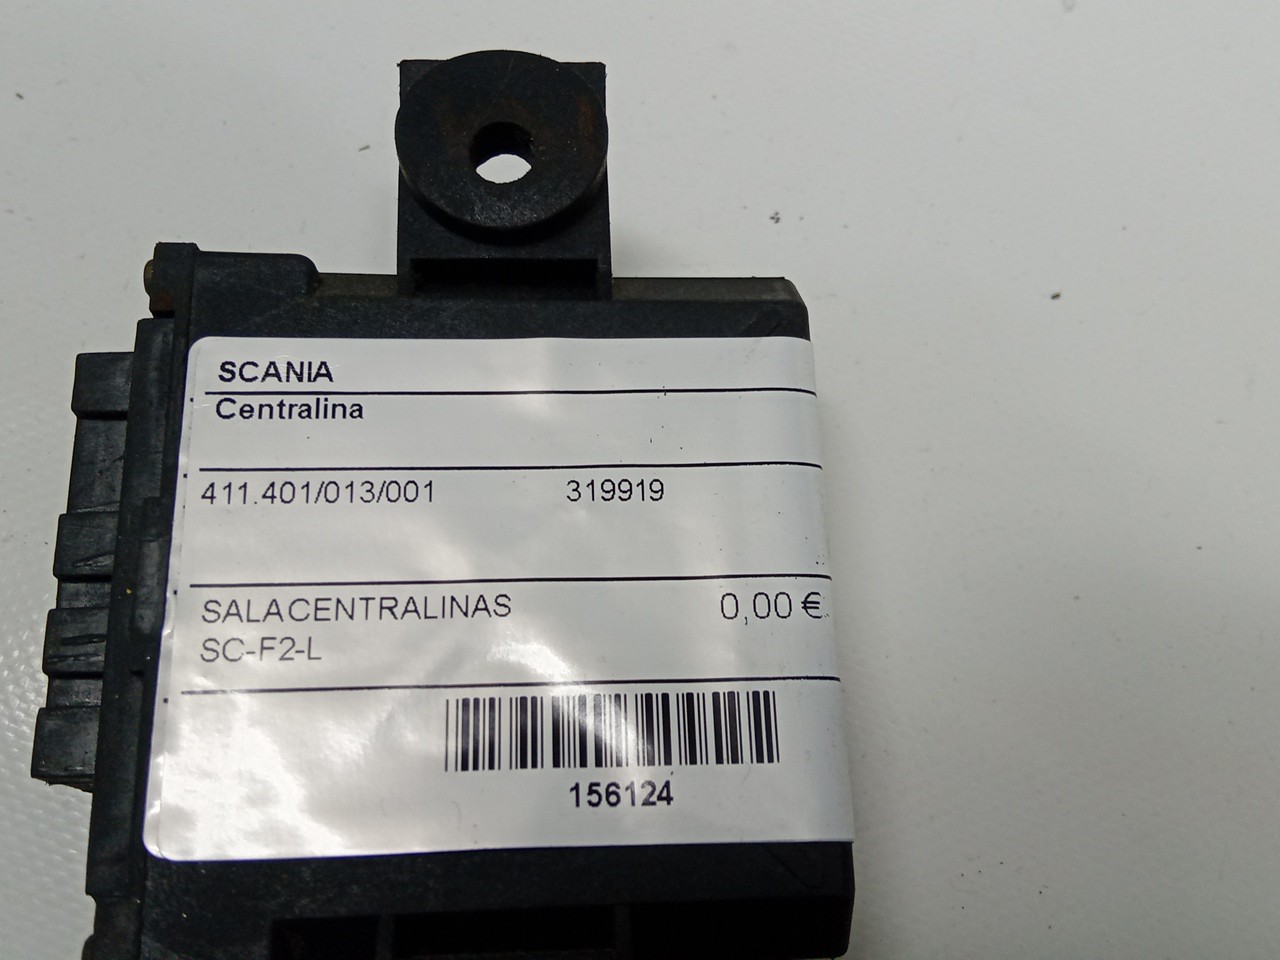 SCANIA
Centralina
411.401/013/001 319919
SALACENTRALINAS 0,00 €
SC-F2-L
156124